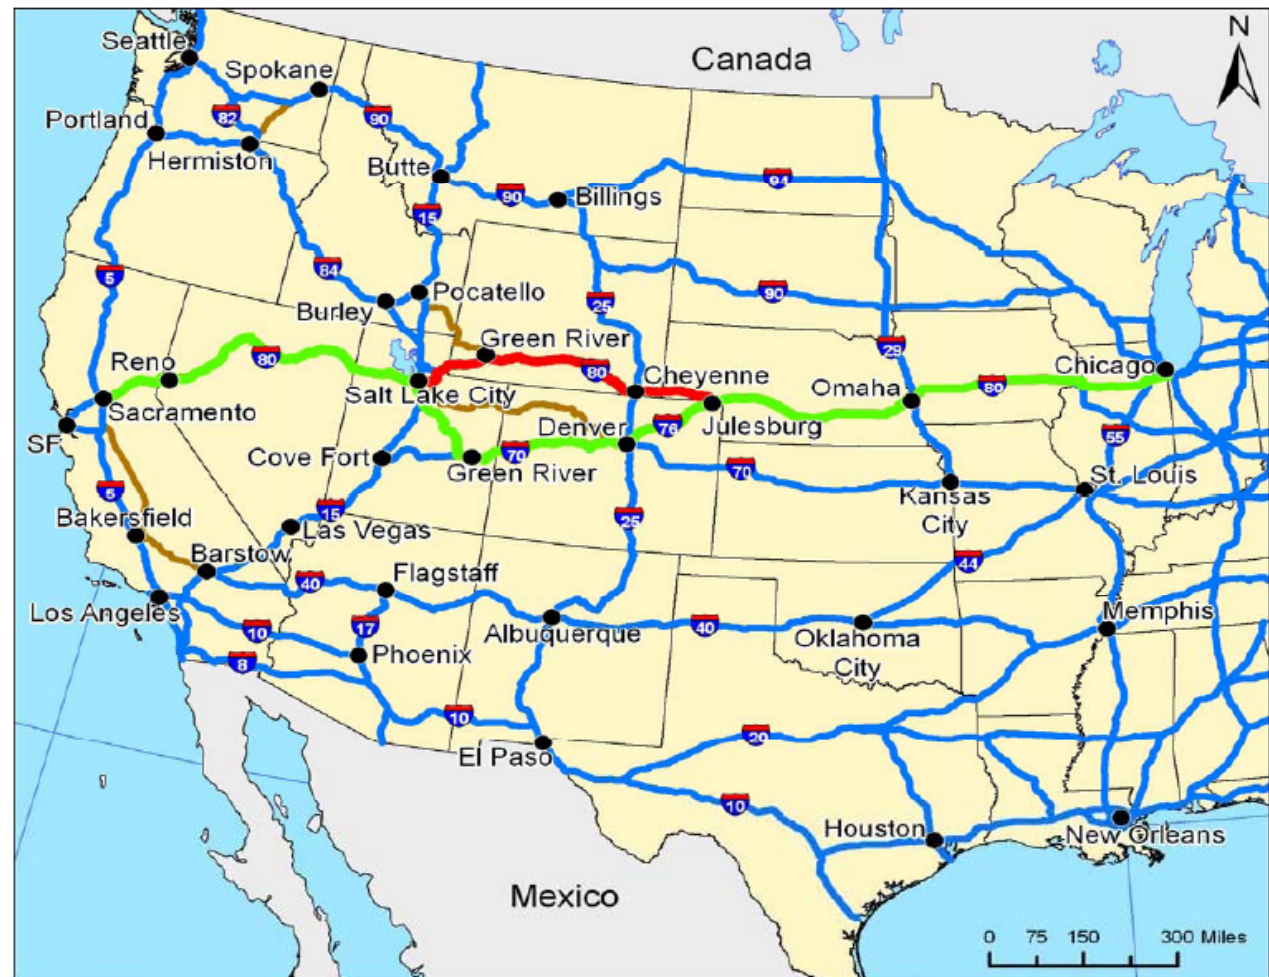 N
Canada
Seattle
Spokane
82
90
Portland
Hermiston
Butte
90
Billings
94
15
5
84
Pocatello
Burley
25
90
Green River
Reno
80
80
29
Chicago
Cheyenne
Salt Lake City
Omaha
80
Sacramento
SF
Denver
76
Julesburg
55
Cove Fort
70
Green River
70
St. Louis
Kansas
City
5
15
25
Bakersfield
Las Vegas
Barstow
44
40
Flagstaff
Los Angeles
10
17
Albuquerque
40
Oklahoma
City
Memphis
8
Phoenix
10
20
El Paso
10
Houston
New Orleans
Mexico
0 75 150 300 Miles